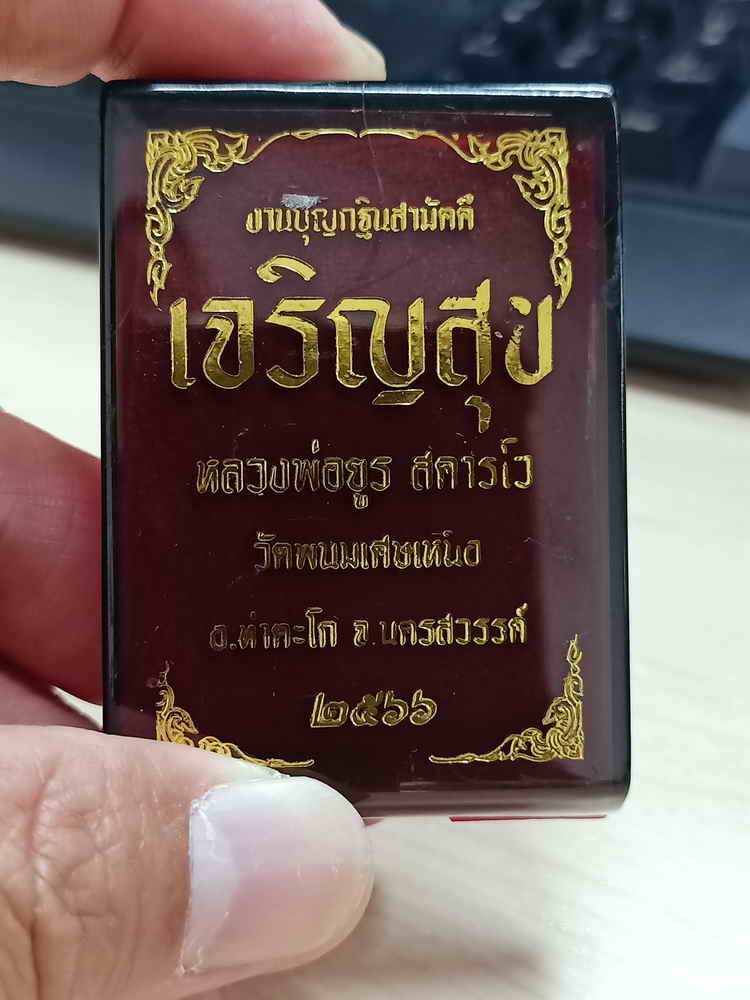 งานบุญกฐินสามัคคี
เจริญสุข
หลวงพ่อยูร สคารโว
วัดพนมเศษเหนือ
อ.ท่าตะโก จ.นครสวรรค์
๒๕๖๖